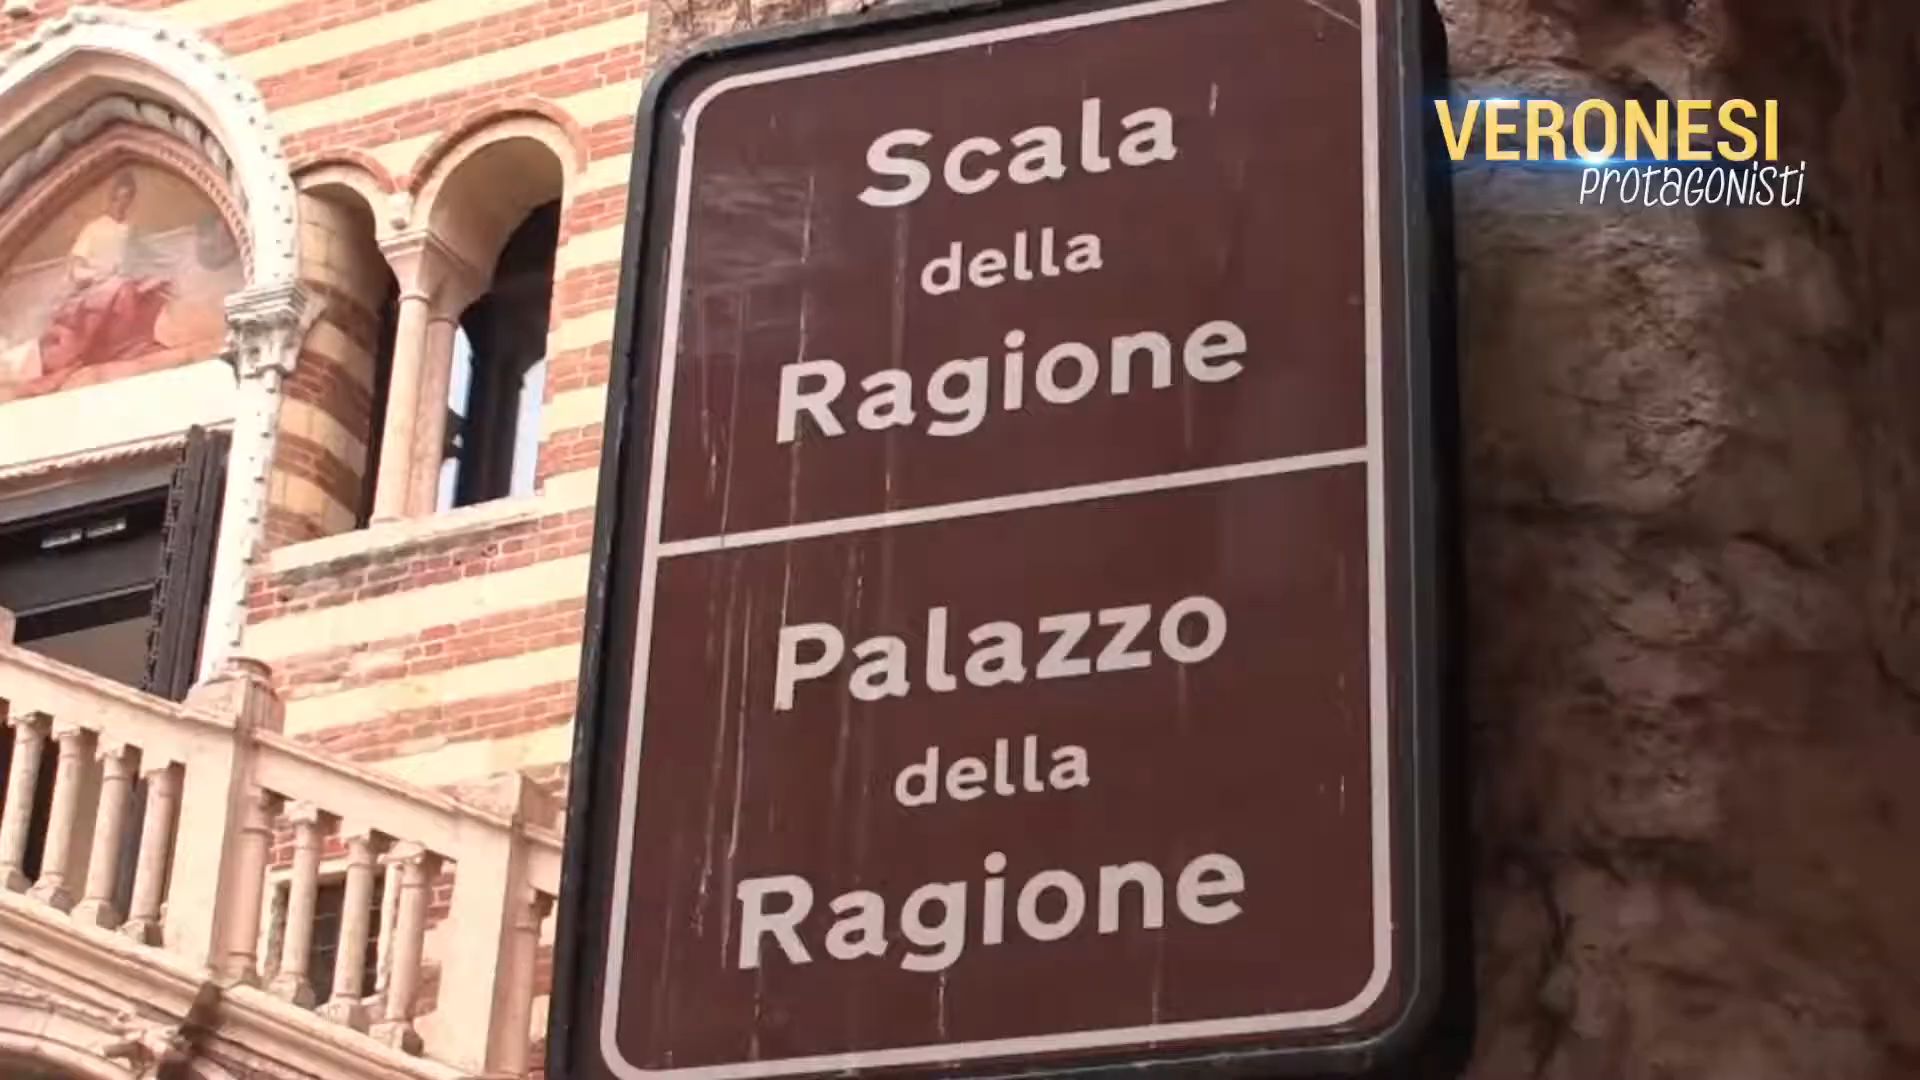 Scala
della
Ragione
Palazzo
della
Ragione
VERONESI
PROTAGONISTI